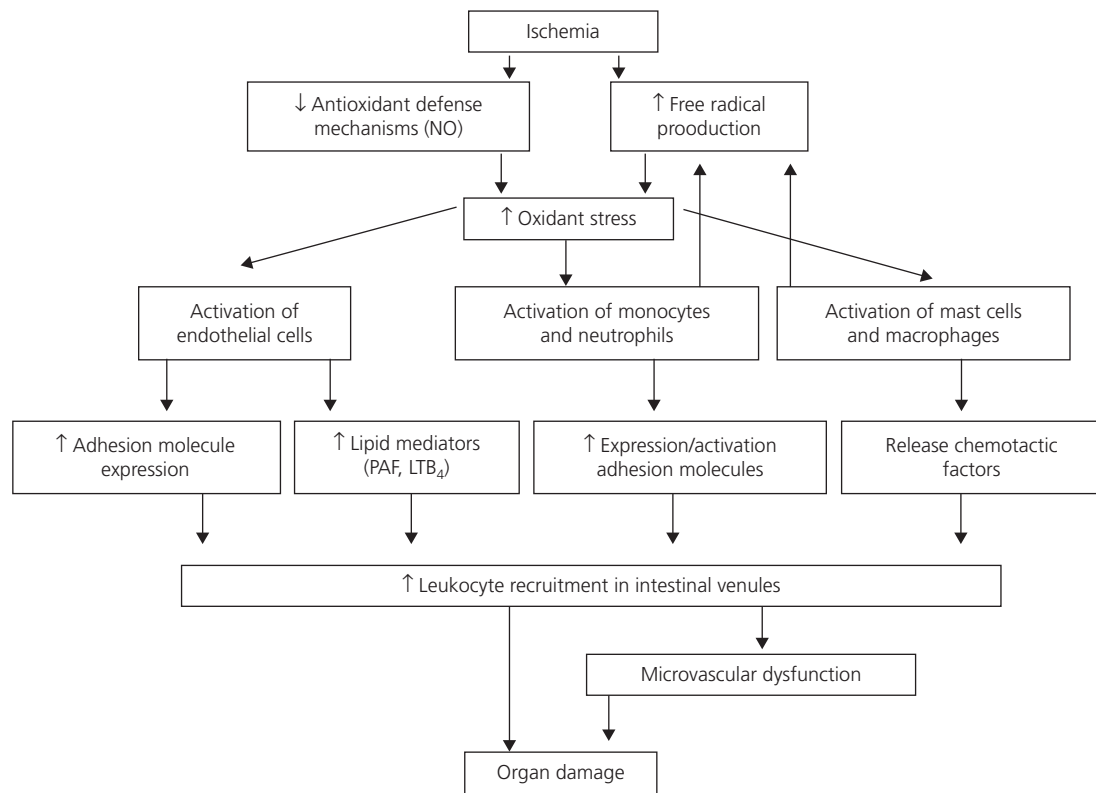 Ischemia
↓ Antioxidant defense
mechanisms (NO)
↑ Free radical
prooduction
↑ Oxidant stress
Activation of
endothelial cells
Activation of monocytes
and neutrophils
Activation of mast cells
and macrophages
↑ Adhesion molecule
expression
↑ Lipid mediators
(PAF, LTB₄)
↑ Expression/activation
adhesion molecules
Release chemotactic
factors
↑ Leukocyte recruitment in intestinal venules
Microvascular dysfunction
Organ damage